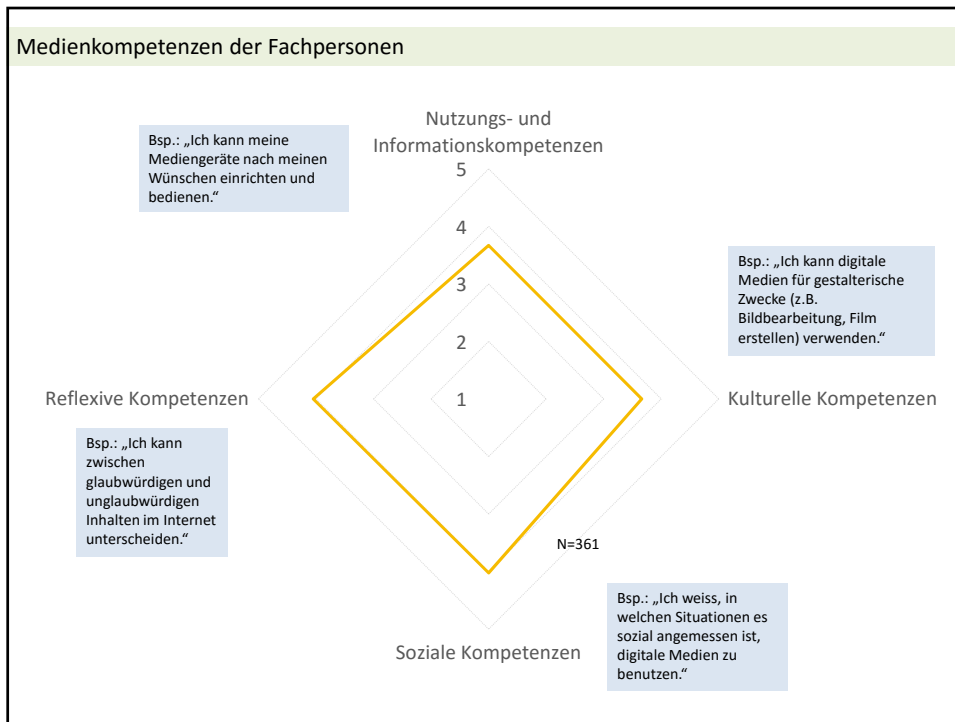 Medienkompetenzen der Fachpersonen
Nutzungs- und
Informationskompetenzen
Bsp.: „Ich kann meine
Mediengeräte nach meinen
Wünschen einrichten und
bedienen.“
5
4
3
2
1
Bsp.: „Ich kann digitale
Medien für gestalterische
Zwecke (z.B.
Bildbearbeitung, Film
erstellen) verwenden.“
Reflexive Kompetenzen
Kulturelle Kompetenzen
Bsp.: „Ich kann
zwischen
glaubwürdigen und
unglaubwürdigen
Inhalten im Internet
unterscheiden.“
N=361
Bsp.: „Ich weiss, in
welchen Situationen es
sozial angemessen ist,
digitale Medien zu
benutzen.“
Soziale Kompetenzen